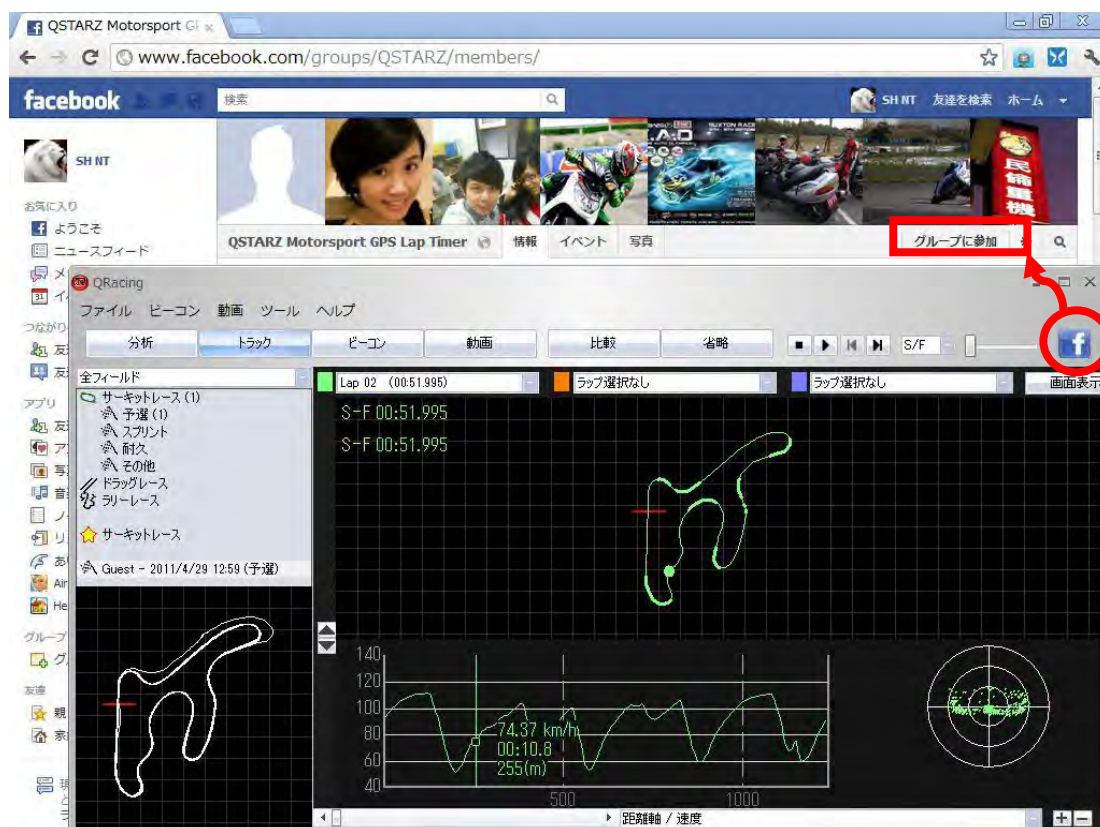 QSTARZ Motorsport G
www.facebook.com/groups/QSTARZ/members/
facebook
検索
SH NT 友達を検索 ホーム
SH NT
お気に入り
ようこそ
ニュースフィード
民俑重機
QSTARZ Motorsport GPS Lap Timer 情報 イベント 写真
グループに参加
QRacing
ファイル ビーコン 動画 ツール ヘルプ
分析 トラック ビーコン 動画 比較 省略 S/F
全フィールド
サーキットレース (1)
予選 (1)
スプリント
耐久
その他
ドラッグレース
ラリーレース
サーキットレース
Guest - 2011/4/29 12:59 (予選)
Lap 02 (00:51.995) ラップ選択なし ラップ選択なし 画面表示
S-F 00:51.995
S-F 00:51.995
アプリ
グループ
友達
140
120
100
80
60
40
74.37 km/h
00:10.8
255(m)
500 1000
距離軸 / 速度